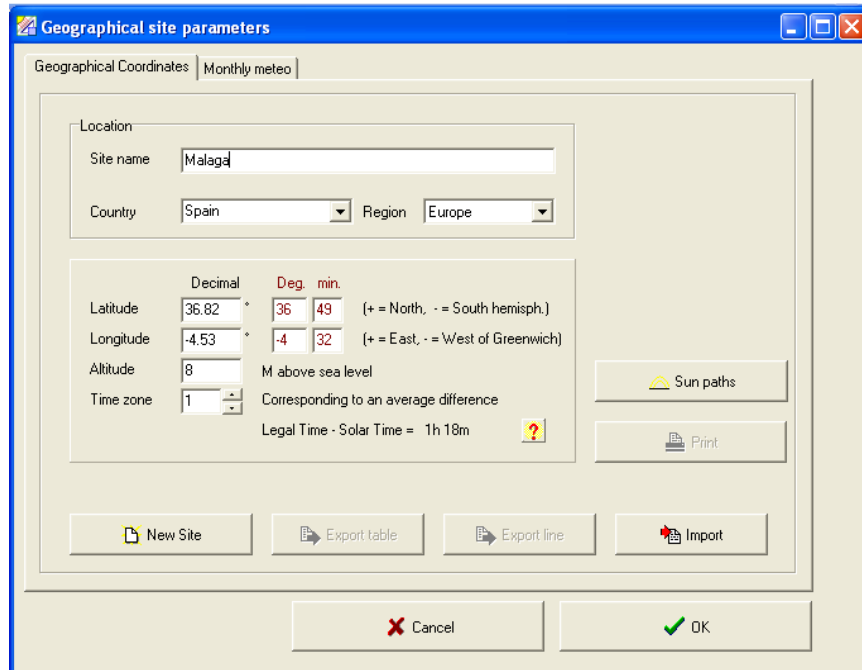 Geographical site parameters
Geographical Coordinates Monthly meteo
Location
Site name Malaga
Country Spain Region Europe
Decimal Deg. min.
Latitude 36.82 ° 36 49 (+ = North, - = South hemisph.)
Longitude -4.53 ° -4 32 (+ = East, - = West of Greenwich)
Altitude 8 M above sea level
Time zone 1 Corresponding to an average difference
Legal Time - Solar Time = 1h 18m ?
Sun paths
Print
New Site Export table Export line Import
Cancel OK